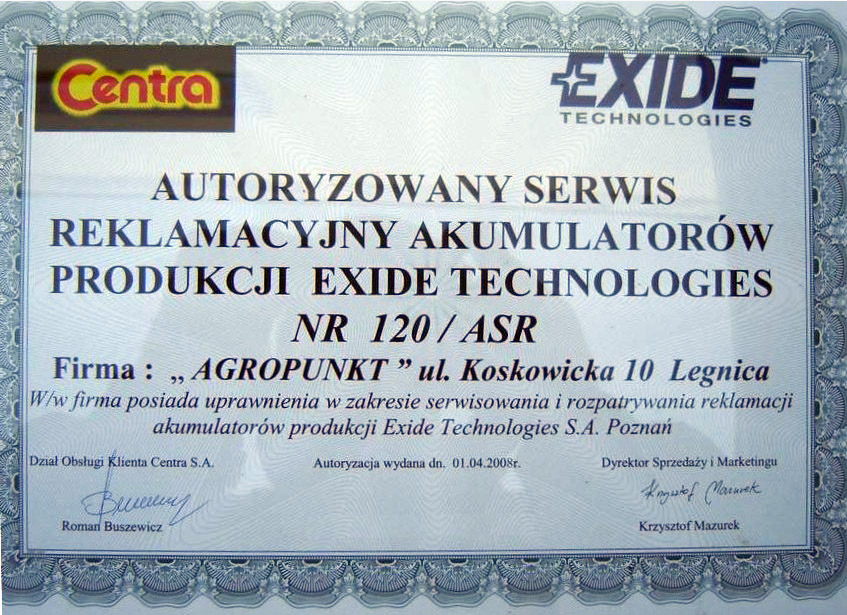 Centra
EXIDE
TECHNOLOGIES
AUTORYZOWANY SERWIS
REKLAMACYJNY AKUMULATORÓW
PRODUKCJI EXIDE TECHNOLOGIES
NR 120 / ASR
Firma : „ AGROPUNKT ” ul. Koskowicka 10 Legnica
W/w firma posiada uprawnienia w zakresie serwisowania i rozpatrywania reklamacji
akumulatorów produkcji Exide Technologies S.A. Poznań
Dział Obsługi Klienta Centra S.A.
Autoryzacja wydana dn. 01.04.2008r.
Dyrektor Sprzedaży i Marketingu
Krzysztof Mazurek
Roman Buszewicz
Krzysztof Mazurek